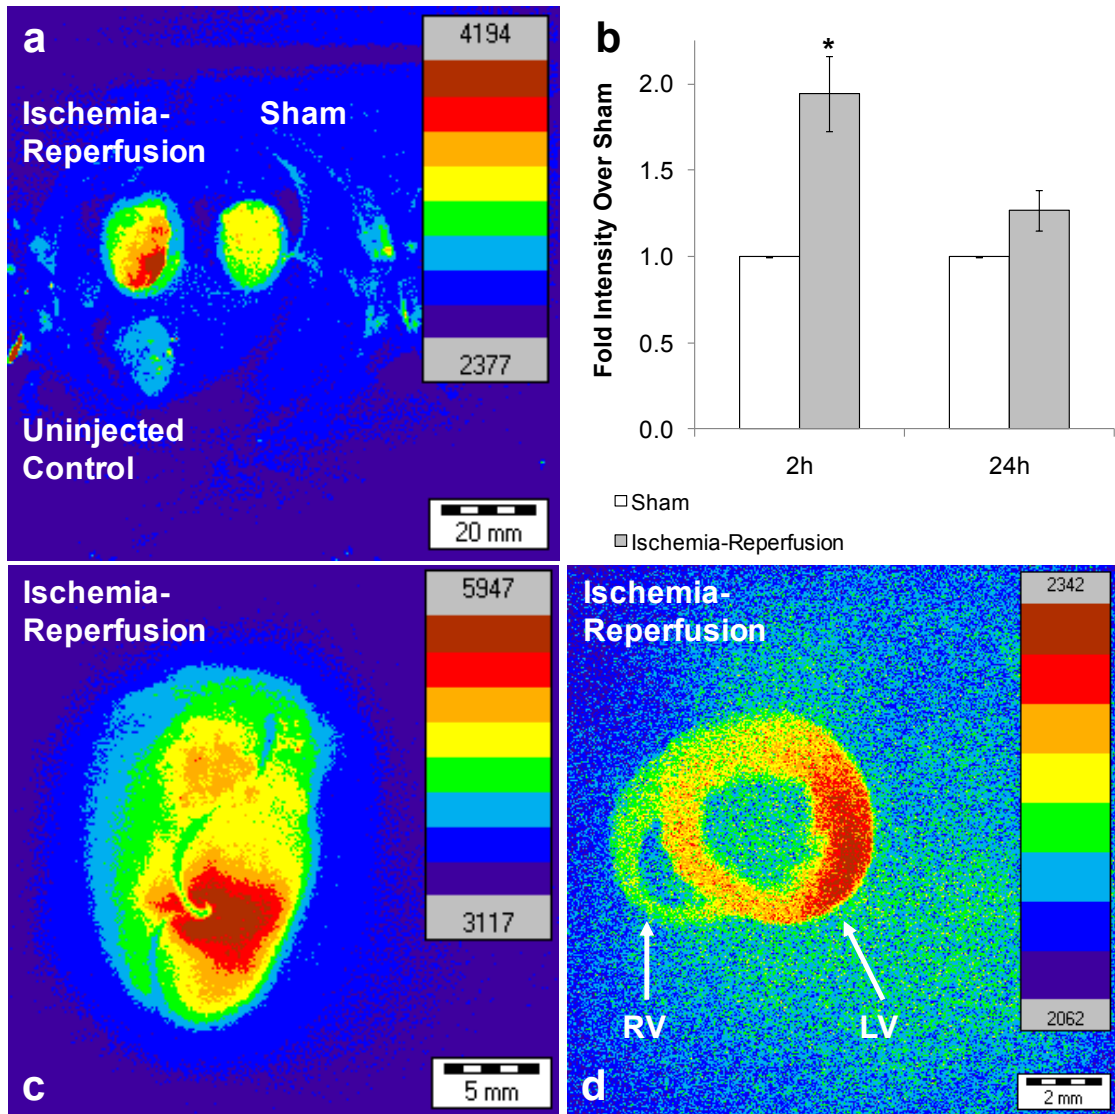 a
Ischemia-
Reperfusion
Sham
4194
2377
Uninjected
Control
20 mm
b
*
Fold Intensity Over Sham
2.0
1.5
1.0
0.5
0.0
2h
24h
Sham
Ischemia-Reperfusion
Ischemia-
Reperfusion
5947
3117
c
5 mm
Ischemia-
Reperfusion
2342
2062
RV
LV
d
2 mm